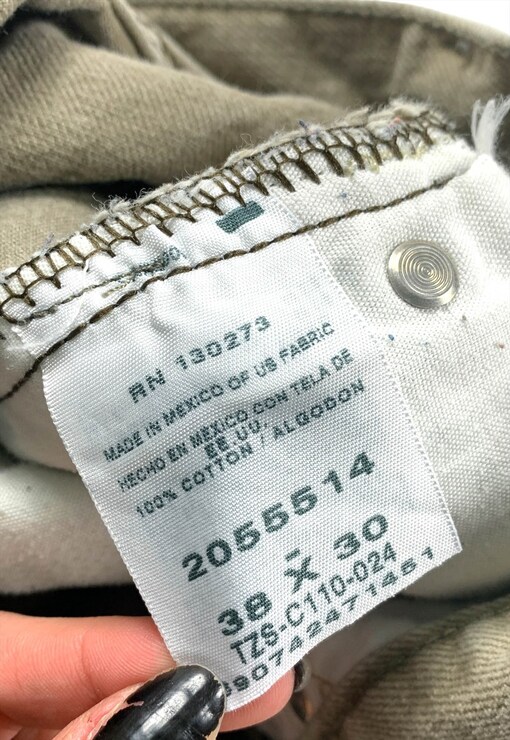 RN 130273
MADE IN MEXICO OF US FABRIC
HECHO EN MEXICO CON TELA DE
EE.UU.
100% COTTON / ALGODON
2055514
38 X 30
TZS-C110-024